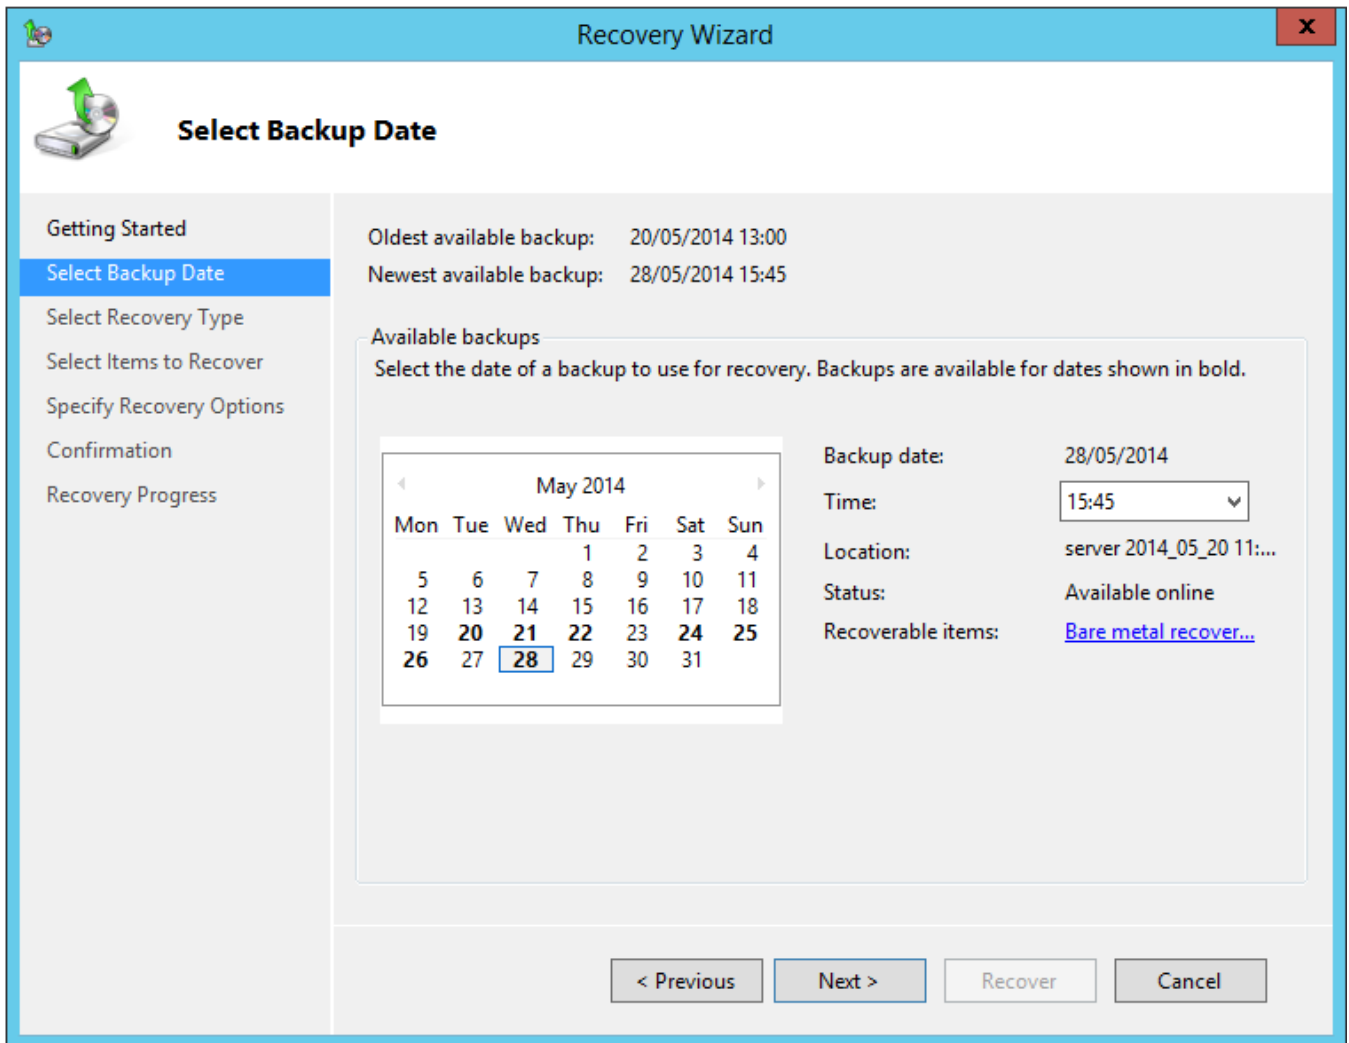 Recovery Wizard
X
Select Backup Date
Getting Started
Select Backup Date
Select Recovery Type
Select Items to Recover
Specify Recovery Options
Confirmation
Recovery Progress
Oldest available backup: 20/05/2014 13:00
Newest available backup: 28/05/2014 15:45
Available backups
Select the date of a backup to use for recovery. Backups are available for dates shown in bold.
May 2014
Mon Tue Wed Thu Fri Sat Sun
1 2 3 4
5 6 7 8 9 10 11
12 13 14 15 16 17 18
19 20 21 22 23 24 25
26 27 28 29 30 31
Backup date: 28/05/2014
Time: 15:45
Location: server 2014_05_20 11:...
Status: Available online
Recoverable items: Bare metal recover...
< Previous Next > Recover Cancel